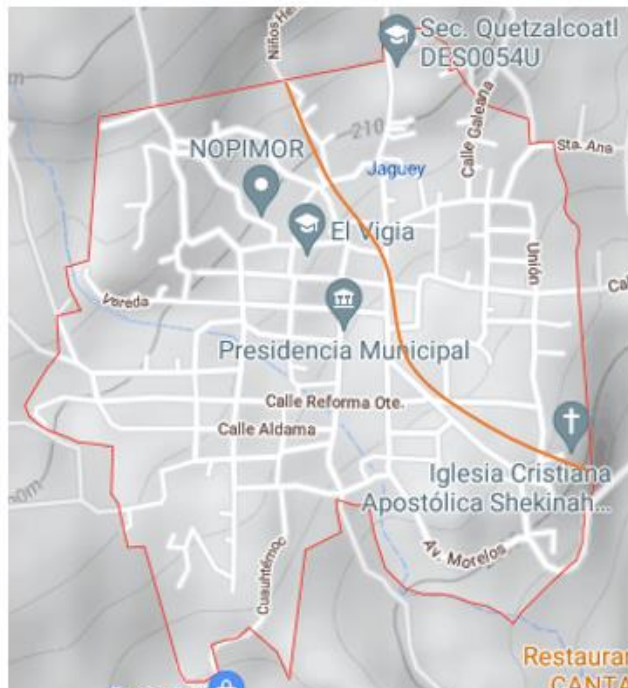 Sec. Quetzalcoatl
DES0054U
Niños
210
Calle Galeana
NOPIMOR
Jaguey
Sta. Ana
El Vigia
Unión
Vereda
Presidencia Municipal
Calle Reforma Ote.
Calle Aldama
Iglesia Cristiana
Apostólica Shekinah...
Av. Morelos
Cuauhtémoc